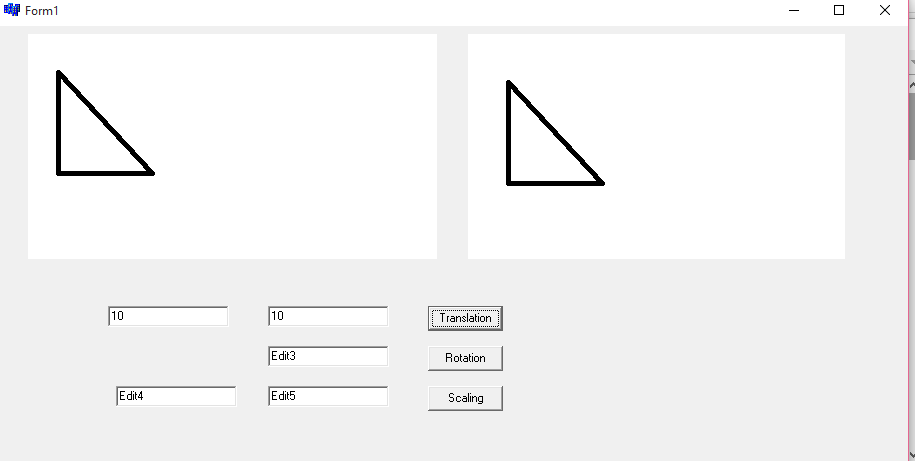 Form1
10 10 Translation
Edit3 Rotation
Edit4 Edit5 Scaling